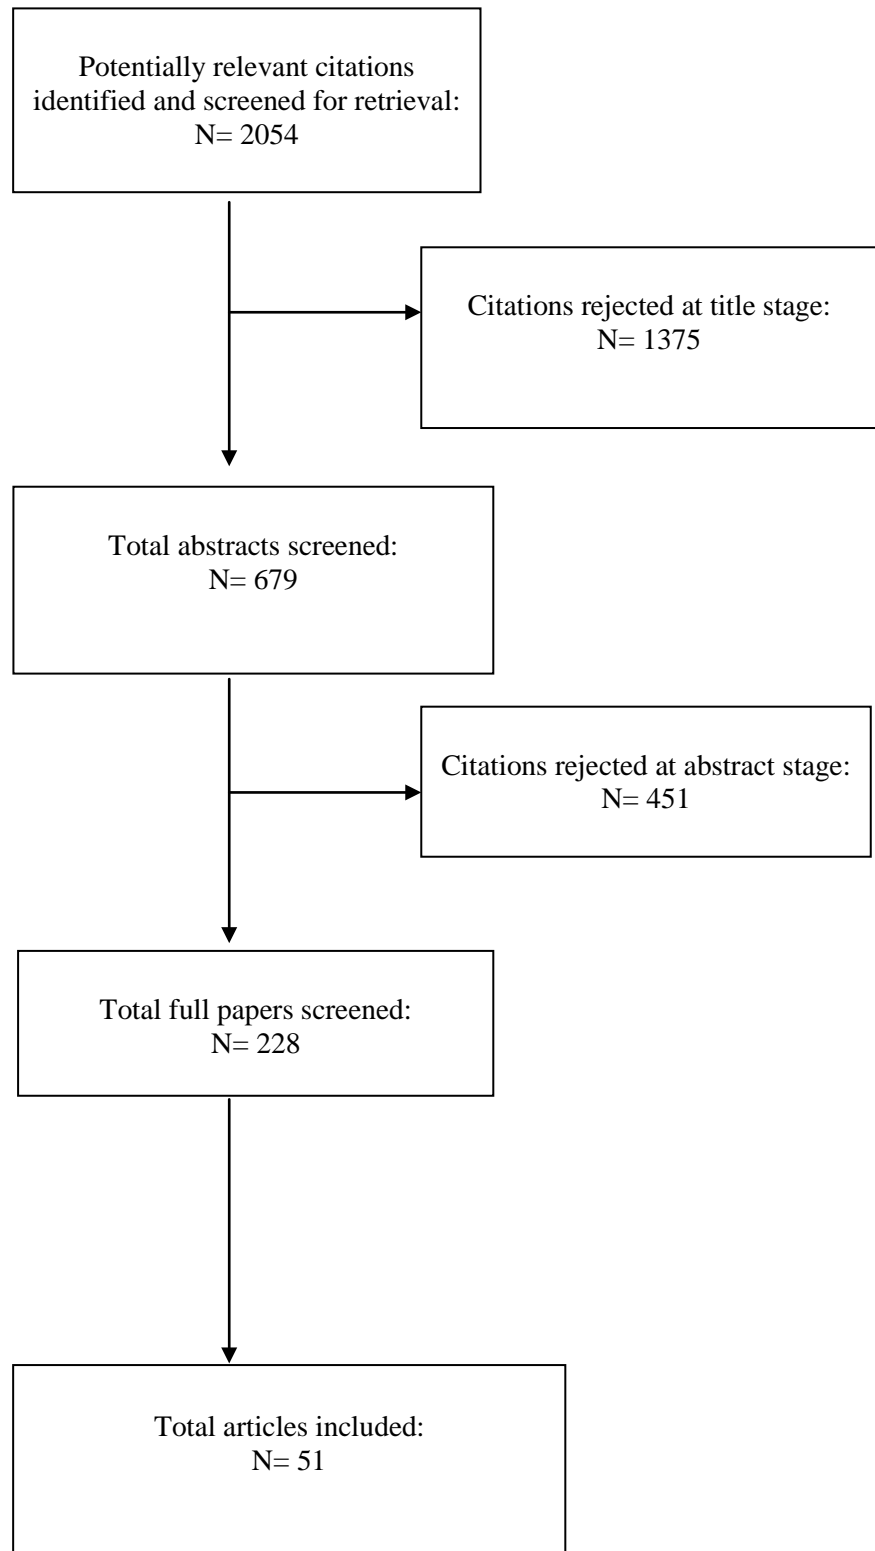 Potentially relevant citations
identified and screened for retrieval:
N= 2054
Citations rejected at title stage:
N= 1375
Total abstracts screened:
N= 679
Citations rejected at abstract stage:
N= 451
Total full papers screened:
N= 228
Total articles included:
N= 51